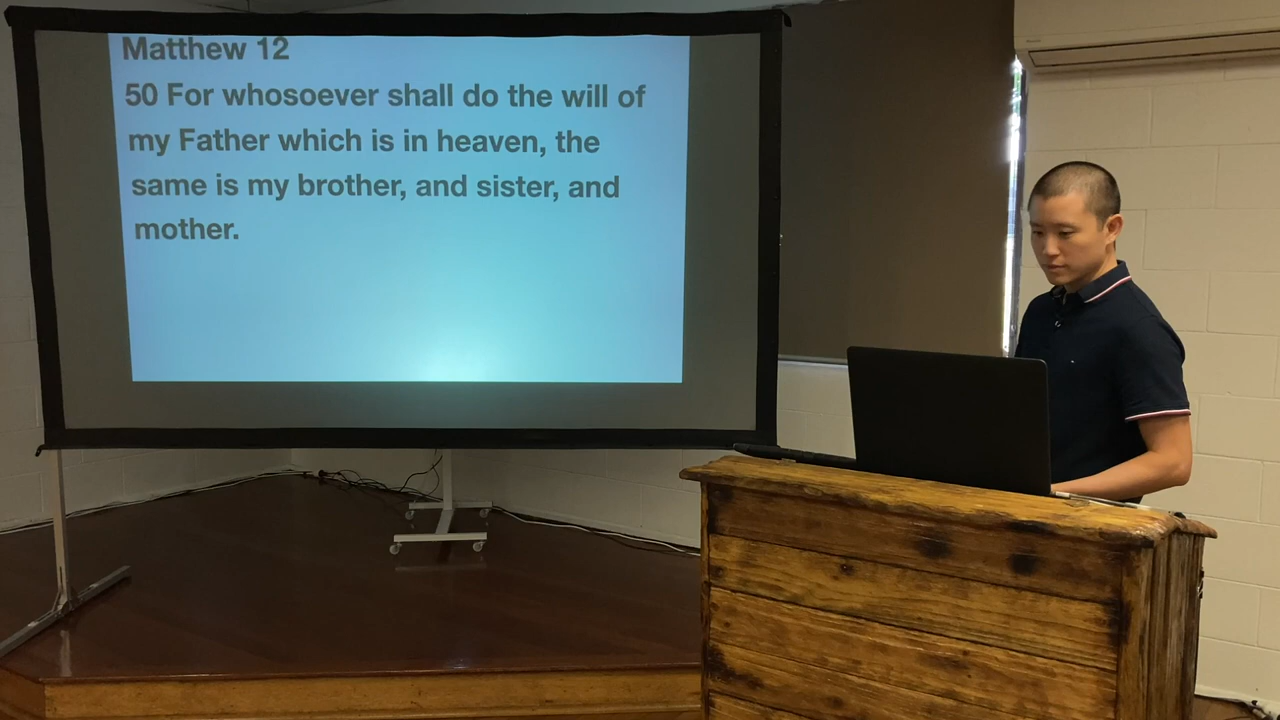 Matthew 12
50 For whosoever shall do the will of
my Father which is in heaven, the
same is my brother, and sister, and
mother.